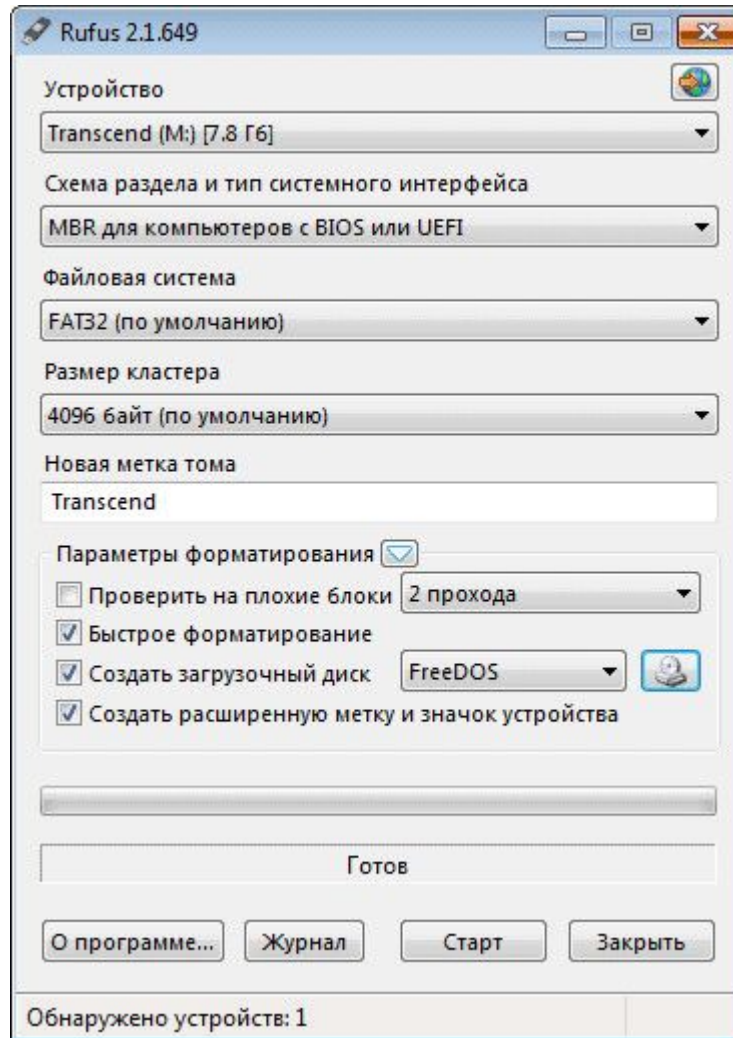 Rufus 2.1.649
Устройство
Transcend (M:) [7.8 Гб]
Схема раздела и тип системного интерфейса
MBR для компьютеров с BIOS или UEFI
Файловая система
FAT32 (по умолчанию)
Размер кластера
4096 байт (по умолчанию)
Новая метка тома
Transcend
Параметры форматирования
Проверить на плохие блоки 2 прохода
Быстрое форматирование
Создать загрузочный диск FreeDOS
Создать расширенную метку и значок устройства
Готов
О программе... Журнал Старт Закрыть
Обнаружено устройств: 1